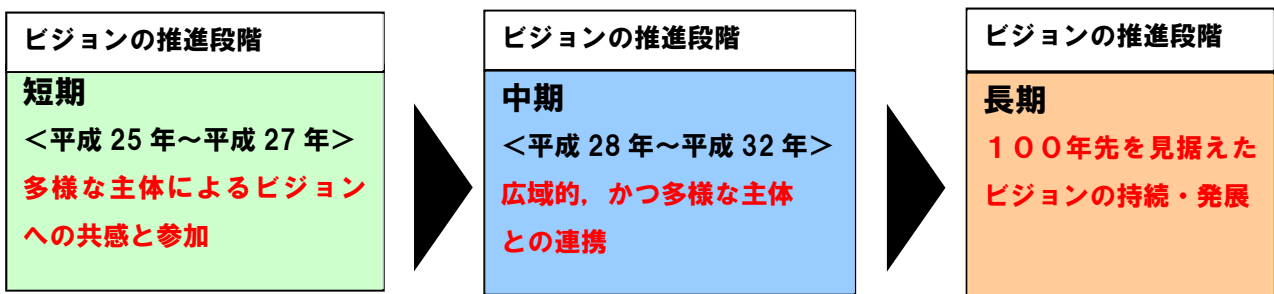 ビジョンの推進段階
短期
＜平成 25 年～平成 27 年＞
多様な主体によるビジョン
への共感と参加
ビジョンの推進段階
中期
＜平成 28 年～平成 32 年＞
広域的，かつ多様な主体
との連携
ビジョンの推進段階
長期
１００年先を見据えた
ビジョンの持続・発展